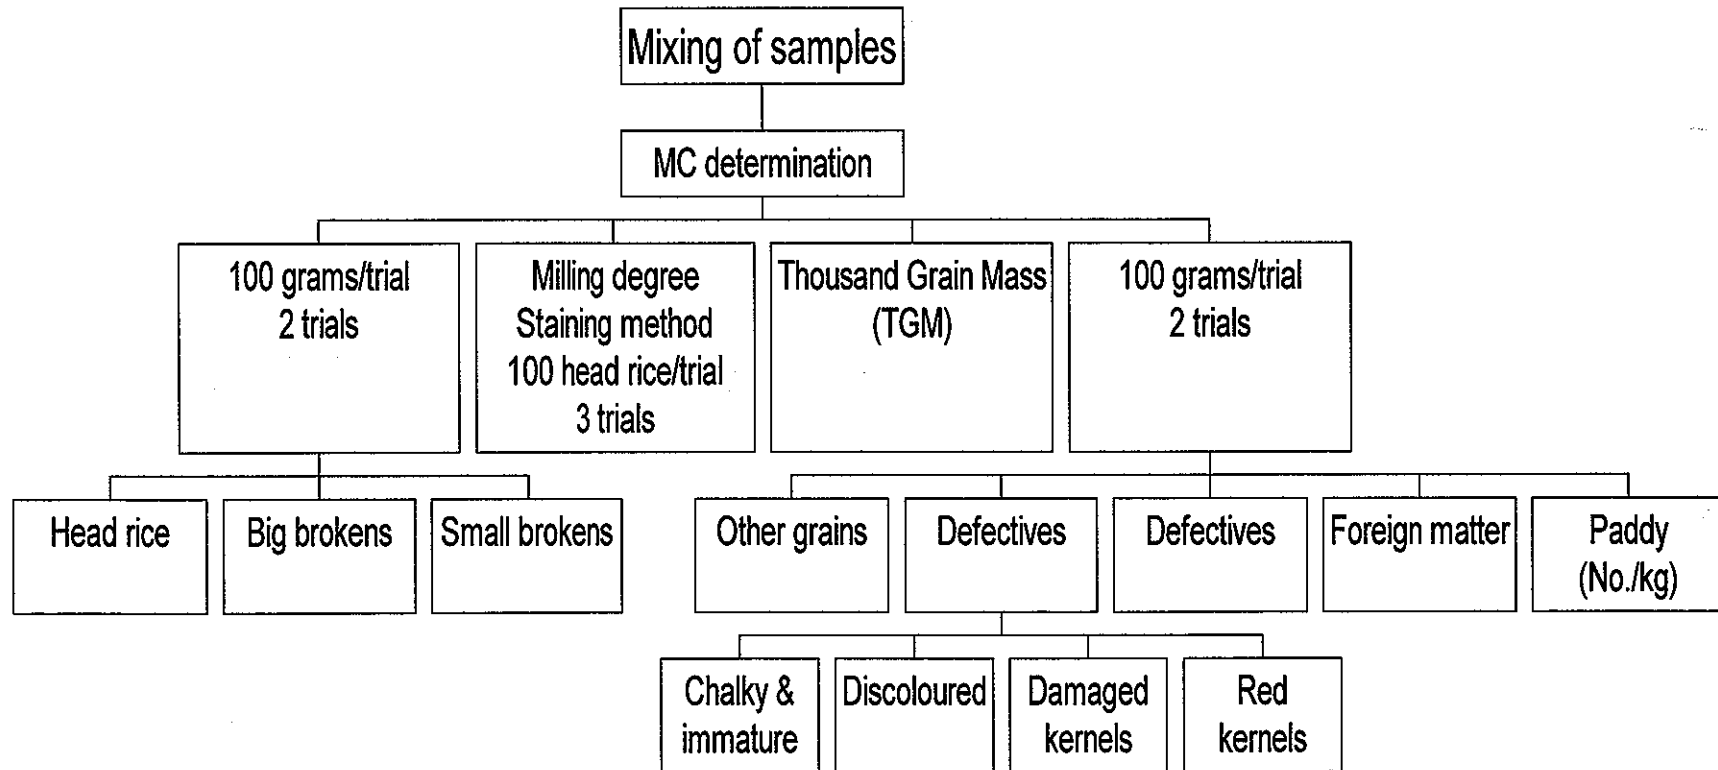 Mixing of samples
MC determination
100 grams/trial
2 trials
Milling degree
Staining method
100 head rice/trial
3 trials
Thousand Grain Mass
(TGM)
100 grams/trial
2 trials
Head rice
Big brokens
Small brokens
Other grains
Defectives
Defectives
Foreign matter
Paddy
(No./kg)
Chalky &
immature
Discoloured
Damaged
kernels
Red
kernels